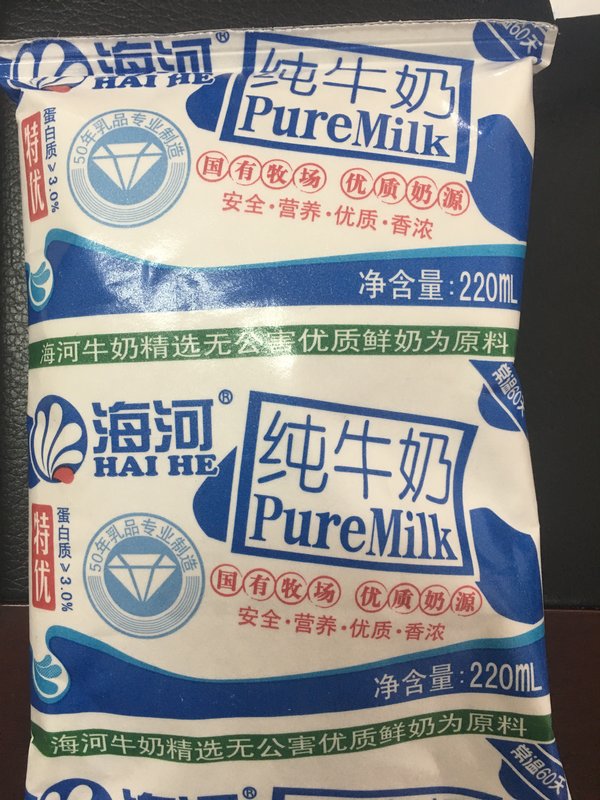 常温60天
海河®
HAI HE
纯牛奶
PureMilk
特优
蛋白质≥3.0%
50年乳品专业制造
国有牧场 优质奶源
安全·营养·优质·香浓
净含量:220mL
海河牛奶精选无公害优质鲜奶为原料
常温60天
海河®
HAI HE
纯牛奶
PureMilk
特优
蛋白质≥3.0%
50年乳品专业制造
国有牧场 优质奶源
安全·营养·优质·香浓
净含量:220mL
海河牛奶精选无公害优质鲜奶为原料
常温60天